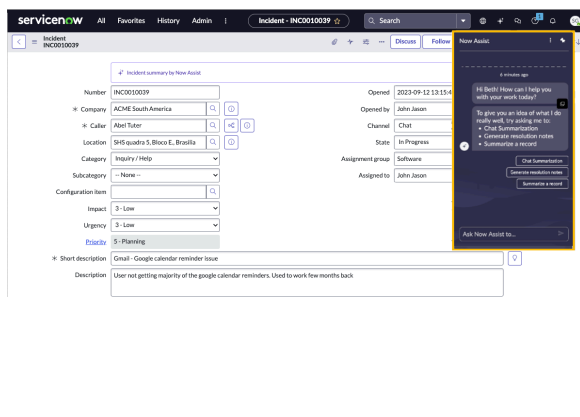 servicenow All Favorites History Admin Incident - INC0010039 ☆ Search
Incident
INC0010039
Discuss Follow
Incident summary by Now Assist
Number INC0010039
Company ACME South America
Caller Abel Tuter
Location SHS quadra 5, Bloco E., Brasilia
Category Inquiry / Help
Subcategory -- None --
Configuration item
Impact 3 - Low
Urgency 3 - Low
Priority 5 - Planning
Short description Gmail - Google calendar reminder issue
Description User not getting majority of the google calendar reminders. Used to work few months back
Opened 2023-09-12 13:15:4
Opened by John Jason
Channel Chat
State In Progress
Assignment group Software
Assigned to John Jason
Now Assist
6 minutes ago
Hi Beth! How can I help you
with your work today?
To give you an idea of what I do
really well, try asking me to:
• Chat Summarization
• Generate resolution notes
• Summarize a record
Chat Summarization
Generate resolution notes
Summarize a record
Ask Now Assist to...